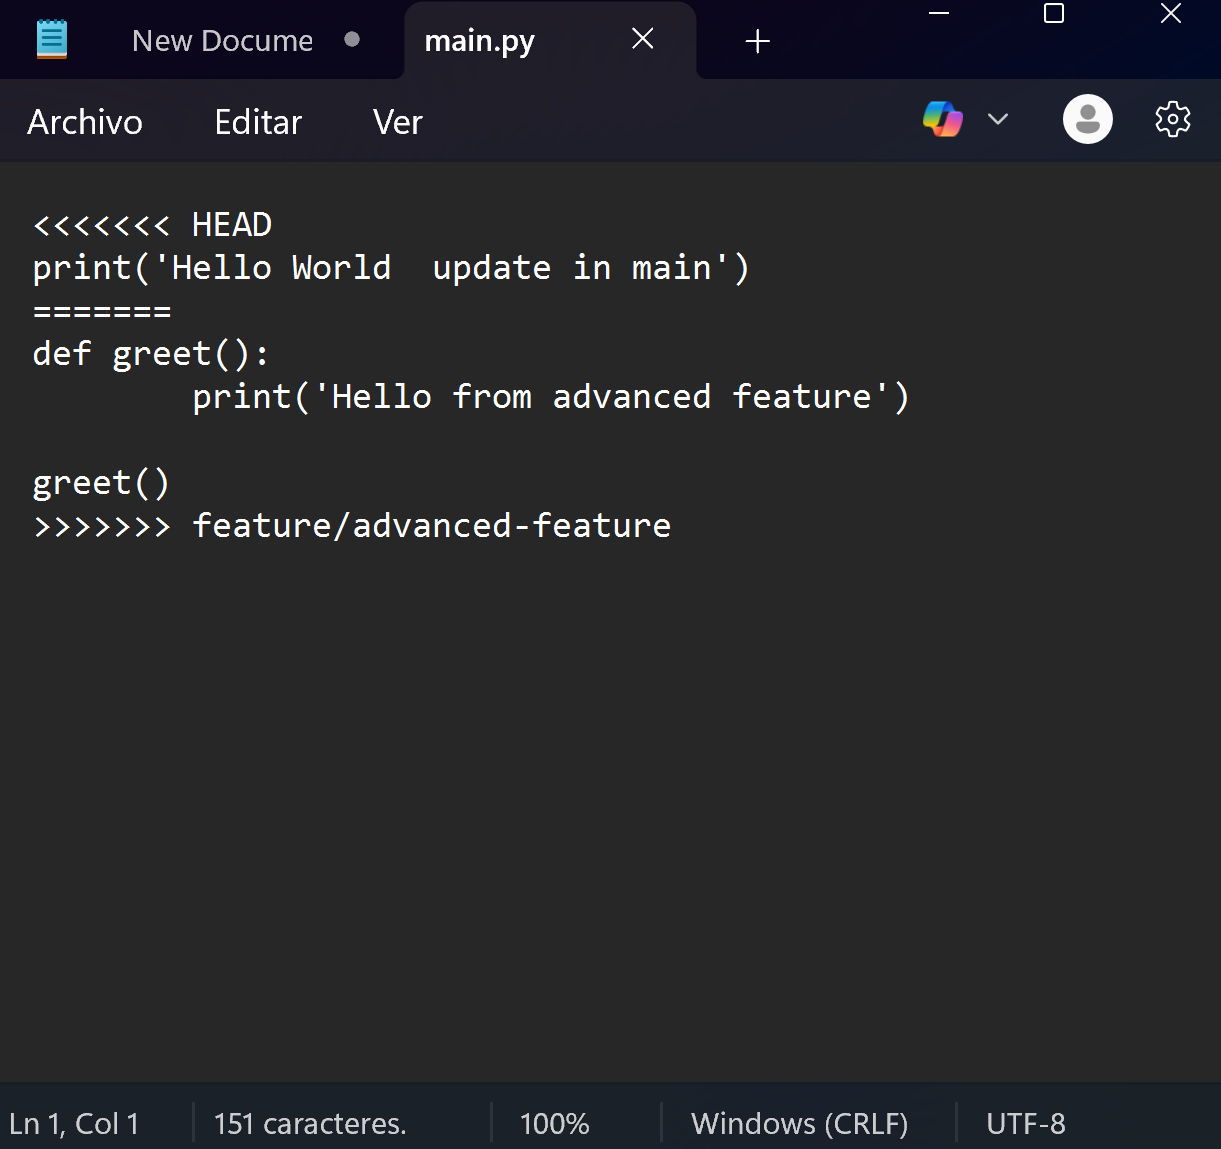 New Docume
main.py
Archivo Editar Ver
<<<<<<< HEAD
print('Hello World  update in main')
=======
def greet():
        print('Hello from advanced feature')

greet()
>>>>>>> feature/advanced-feature
Ln 1, Col 1 151 caracteres. 100% Windows (CRLF) UTF-8